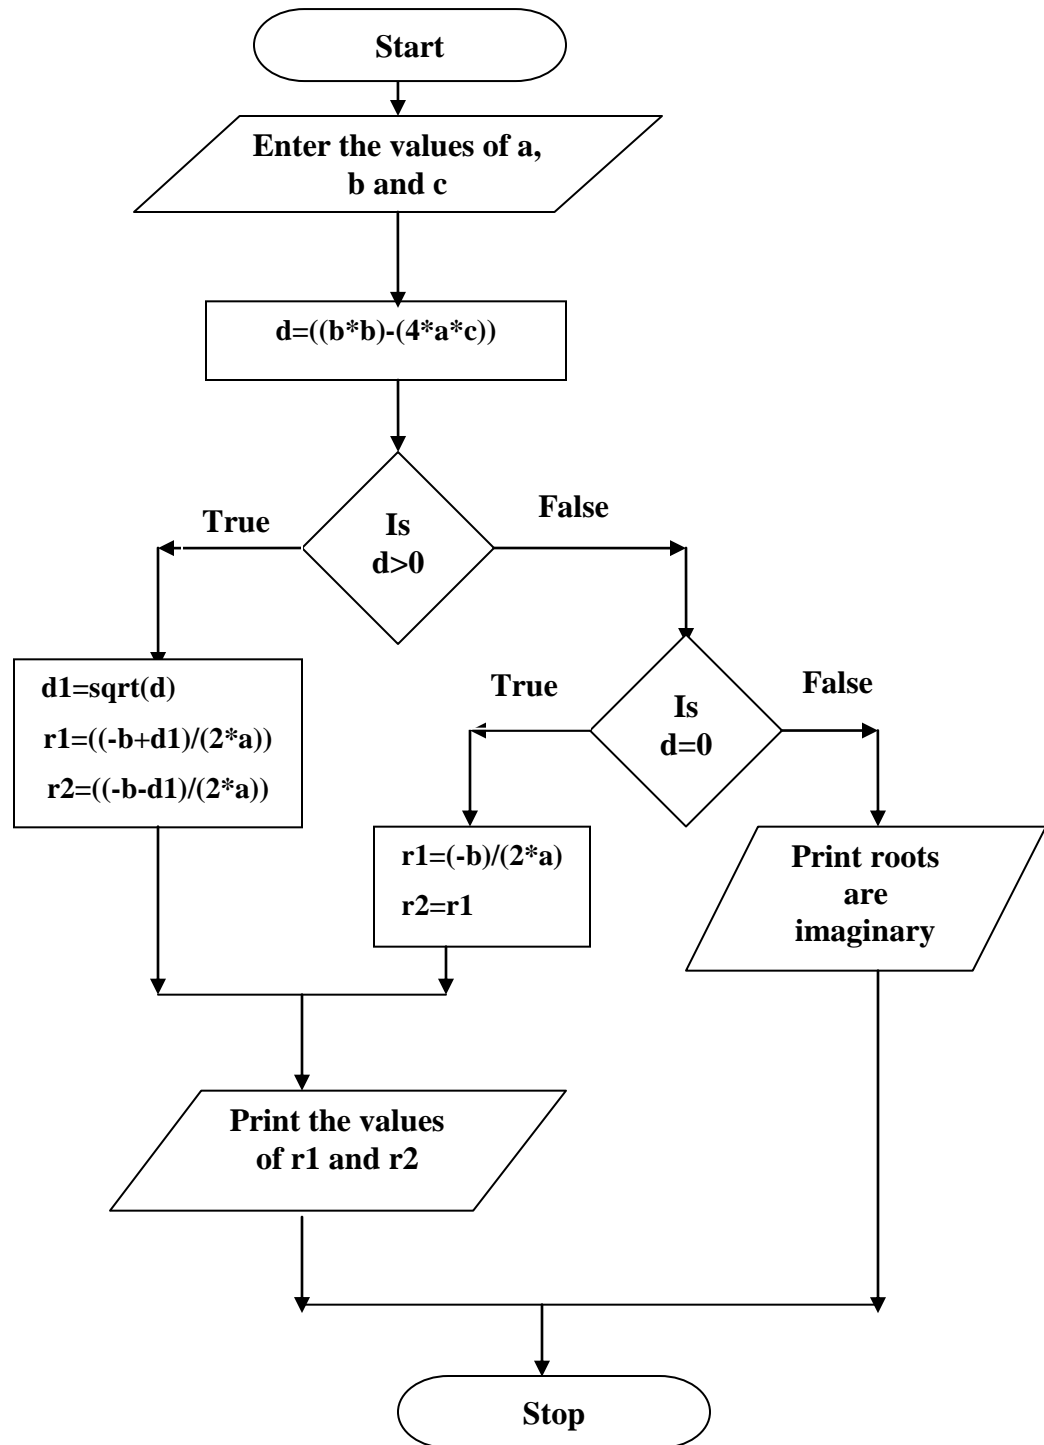 Start
Enter the values of a,
b and c
d=((b*b)-(4*a*c))
True
False
Is
d>0
d1=sqrt(d)
r1=((-b+d1)/(2*a))
r2=((-b-d1)/(2*a))
True
False
Is
d=0
r1=(-b)/(2*a)
r2=r1
Print roots
are
imaginary
Print the values
of r1 and r2
Stop